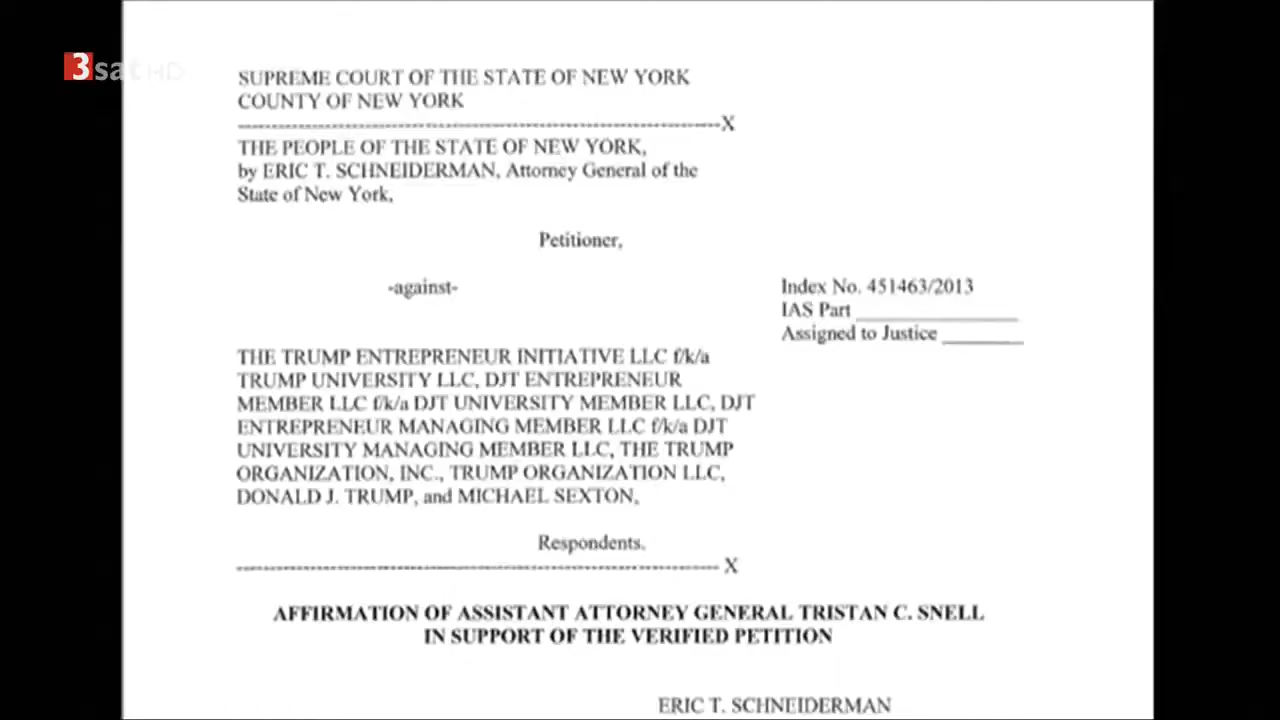 3sat HD
SUPREME COURT OF THE STATE OF NEW YORK
COUNTY OF NEW YORK
------------------------------------------------------------------X
THE PEOPLE OF THE STATE OF NEW YORK,
by ERIC T. SCHNEIDERMAN, Attorney General of the
State of New York,
Petitioner,
-against-
Index No. 451463/2013
IAS Part ________________
Assigned to Justice ________
THE TRUMP ENTREPRENEUR INITIATIVE LLC f/k/a
TRUMP UNIVERSITY LLC, DJT ENTREPRENEUR
MEMBER LLC f/k/a DJT UNIVERSITY MEMBER LLC, DJT
ENTREPRENEUR MANAGING MEMBER LLC f/k/a DJT
UNIVERSITY MANAGING MEMBER LLC, THE TRUMP
ORGANIZATION, INC., TRUMP ORGANIZATION LLC,
DONALD J. TRUMP, and MICHAEL SEXTON,
Respondents.
------------------------------------------------------------------ X
AFFIRMATION OF ASSISTANT ATTORNEY GENERAL TRISTAN C. SNELL
IN SUPPORT OF THE VERIFIED PETITION
ERIC T. SCHNEIDERMAN